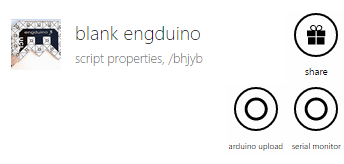 blank engduino
script properties, /bhjyb
share
arduino upload
serial monitor